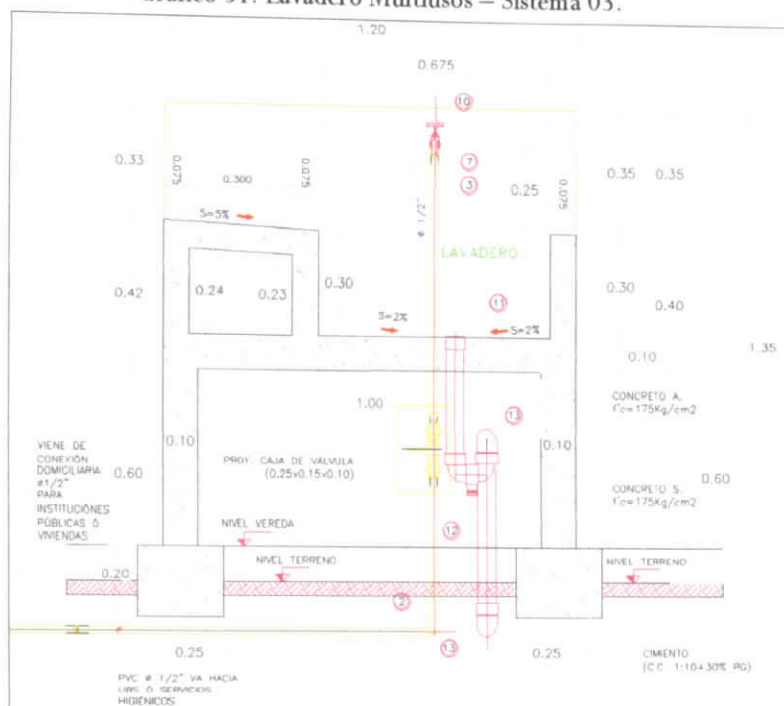 Gráfico 31. Lavadero Multiusos – Sistema 03.
1.20
0.675
10
0.33
0.075
0.300
0.075
7
3
0.25
0.075
0.35
0.35
S=5%
ø 1/2"
LAVADERO
0.42
0.24
0.23
0.30
11
0.30
0.40
S=2%
S=2%
0.10
1.35
1.00
CONCRETO A.
f'c=175Kg/cm2
13
0.10
0.10
VIENE DE
CONEXIÓN
DOMICILIARIA
ø1/2"
PARA
INSTITUCIONES
PÚBLICAS Ó
VIVIENDAS
0.60
PROY. CAJA DE VÁLVULA
(0.25x0.15x0.10)
CONCRETO S.
f'c=175Kg/cm2
0.60
NIVEL VEREDA
12
NIVEL TERRENO
NIVEL TERRENO
0.20
2
0.25
13
0.25
CIMIENTO
(C.C. 1:10+30% PG)
PVC ø 1/2" VA HACIA
UBS Ó SERVICIOS
HIGIÉNICOS